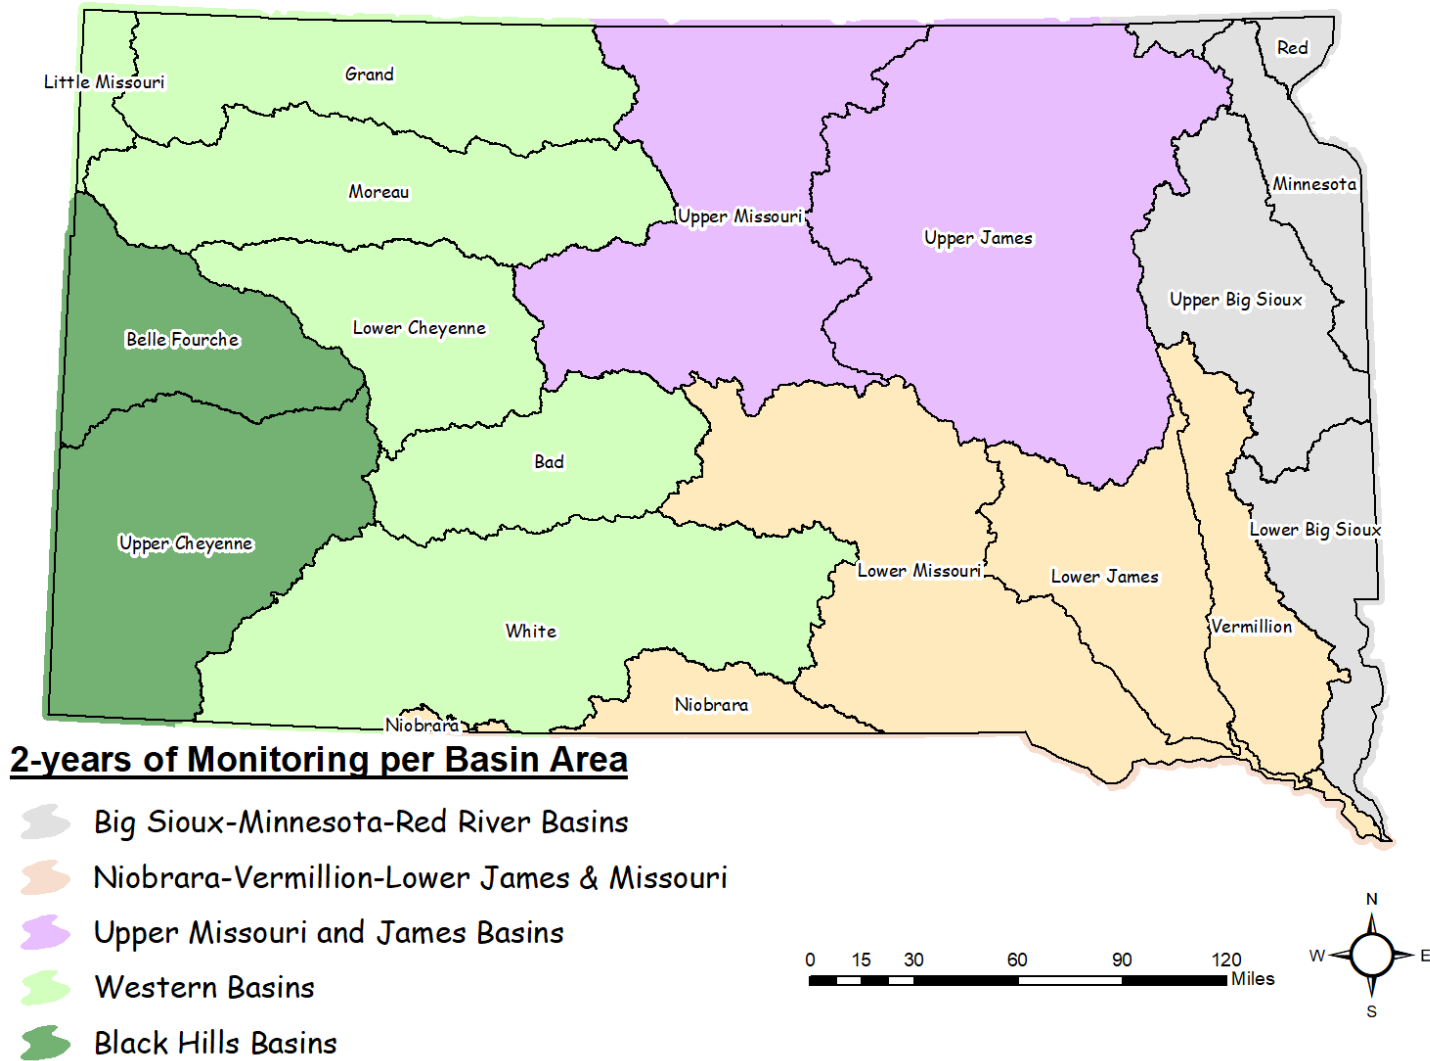 Red
Grand
Little Missouri
Minnesota
Moreau
Upper Missouri
Upper James
Upper Big Sioux
Lower Cheyenne
Belle Fourche
Bad
Lower Big Sioux
Upper Cheyenne
Lower Missouri
Lower James
Vermillion
White
Niobrara
Niobrara
2-years of Monitoring per Basin Area
Big Sioux-Minnesota-Red River Basins
Niobrara-Vermillion-Lower James & Missouri
Upper Missouri and James Basins
Western Basins
Black Hills Basins
0 15 30 60 90 120
Miles
N
W E
S